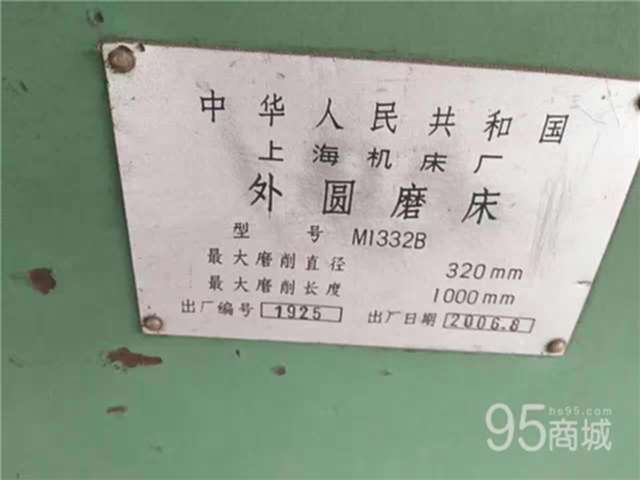 中华人民共和国
上海机床厂
外圆磨床
型号 M1332B
最大磨削直径 320mm
最大磨削长度 1000mm
出厂编号 1925 出厂日期 2006.8
bs95.com
95商城